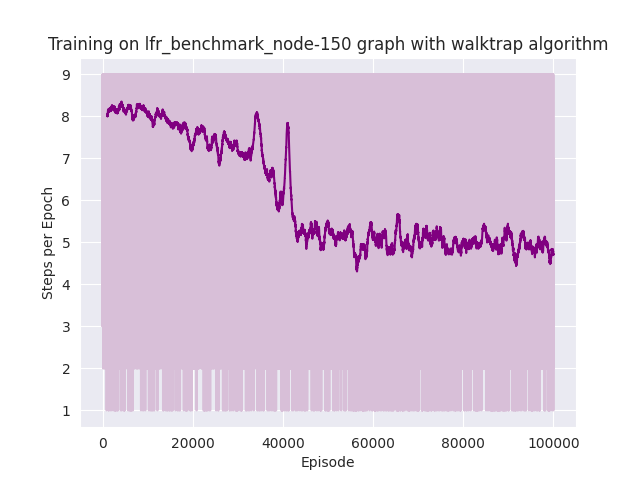 Training on lfr_benchmark_node-150 graph with walktrap algorithm
9
8
7
6
5
4
3
2
1
Steps per Epoch
0 20000 40000 60000 80000 100000
Episode